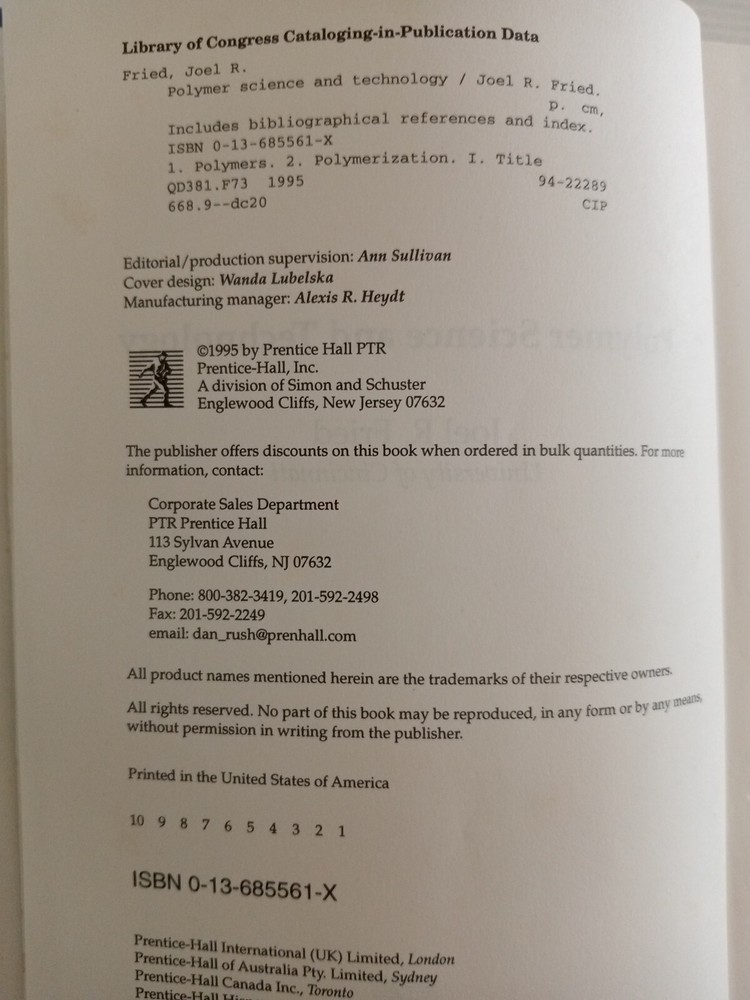 Library of Congress Cataloging-in-Publication Data
Fried, Joel R.
Polymer science and technology / Joel R. Fried.
p. cm,
Includes bibliographical references and index.
ISBN 0-13-685561-X
1. Polymers. 2. Polymerization. I. Title
QD381.F73 1995 94-22289
668.9--dc20 CIP
Editorial/production supervision: Ann Sullivan
Cover design: Wanda Lubelska
Manufacturing manager: Alexis R. Heydt
©1995 by Prentice Hall PTR
Prentice-Hall, Inc.
A division of Simon and Schuster
Englewood Cliffs, New Jersey 07632
The publisher offers discounts on this book when ordered in bulk quantities. For more
information, contact:
Corporate Sales Department
PTR Prentice Hall
113 Sylvan Avenue
Englewood Cliffs, NJ 07632
Phone: 800-382-3419, 201-592-2498
Fax: 201-592-2249
email: dan_rush@prenhall.com
All product names mentioned herein are the trademarks of their respective owners.
All rights reserved. No part of this book may be reproduced, in any form or by any means,
without permission in writing from the publisher.
Printed in the United States of America
10 9 8 7 6 5 4 3 2 1
ISBN 0-13-685561-X
Prentice-Hall International (UK) Limited, London
Prentice-Hall of Australia Pty. Limited, Sydney
Prentice-Hall Canada Inc., Toronto
Prentice-Hall